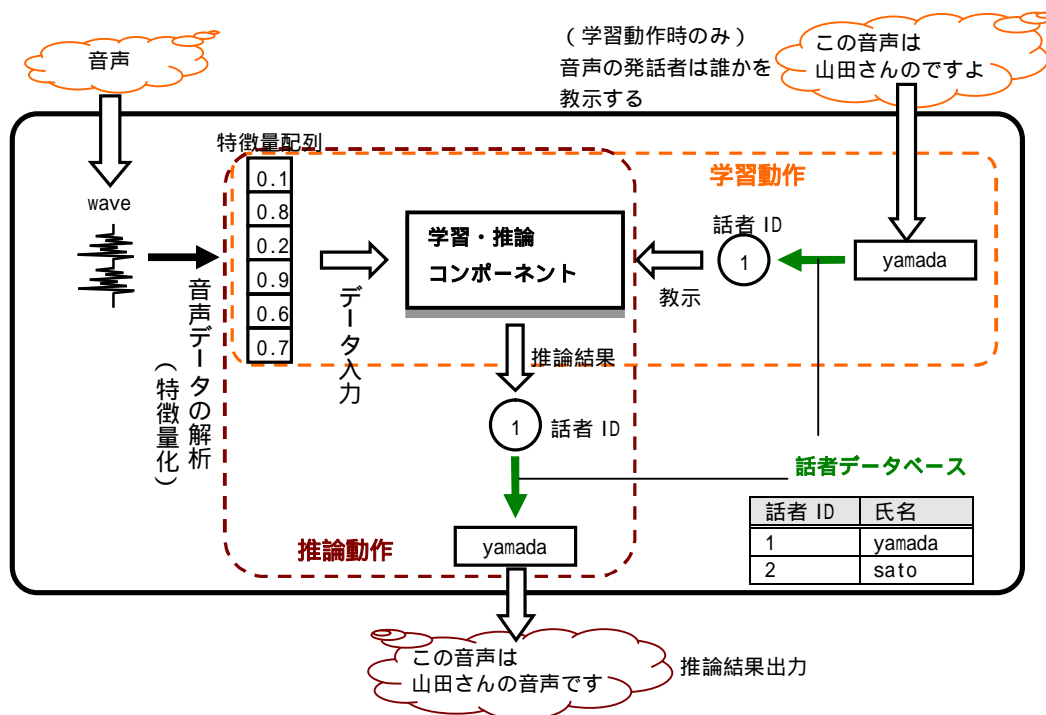 音声
(学習動作時のみ)
音声の発話者は誰かを
教示する
この音声は
山田さんのですよ
特徴量配列
学習動作
wave
0.1
0.8
0.2
0.9
0.6
0.7
学習・推論
コンポーネント
話者 ID
1
yamada
教示
音声データの解析
(特徴量化)
データ入力
推論結果
1
話者 ID
話者データベース
話者 ID 氏名
1 yamada
2 sato
推論動作
yamada
この音声は
山田さんの音声です
推論結果出力